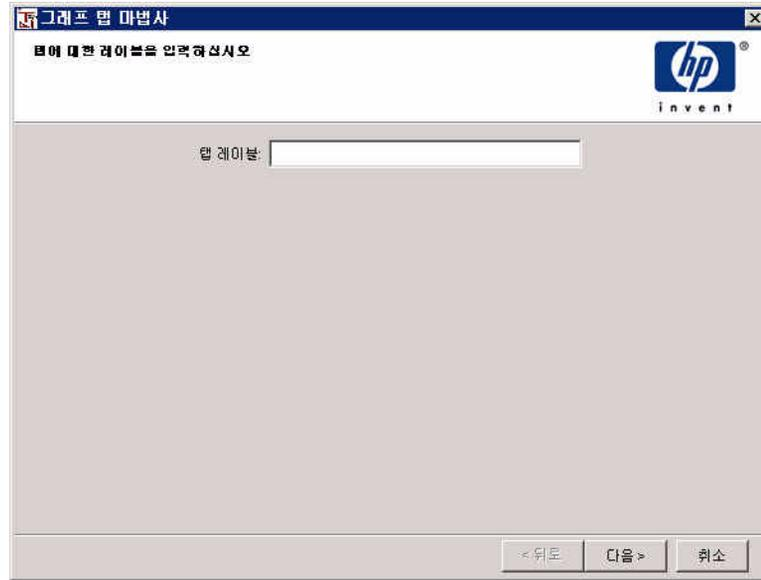 그래프 탭 마법사
탭에 대한 레이블을 입력하십시오
hp
®
invent
탭 레이블:
< 뒤로
다음 >
취소